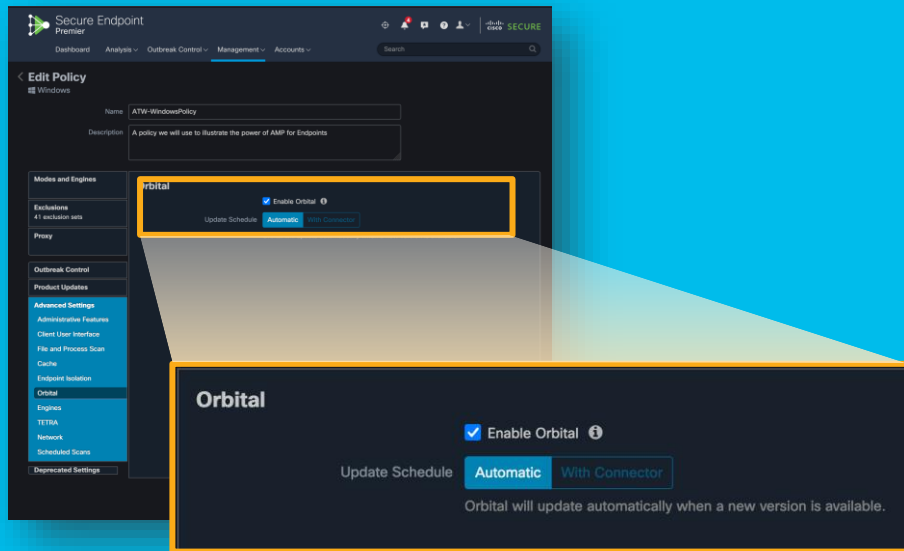 Secure Endpoint
Premier
cisco SECURE
Dashboard Analysis Outbreak Control Management Accounts
Search
Edit Policy
Windows
Name ATW-WindowsPolicy
Description A policy we will use to illustrate the power of AMP for Endpoints
Modes and Engines
Exclusions
41 exclusion sets
Proxy
Outbreak Control
Product Updates
Advanced Settings
Administrative Features
Client User Interface
File and Process Scan
Cache
Endpoint Isolation
Orbital
Engines
TETRA
Network
Scheduled Scans
Deprecated Settings
Orbital
Enable Orbital
Update Schedule Automatic With Connector
Orbital
Enable Orbital
Update Schedule Automatic With Connector
Orbital will update automatically when a new version is available.